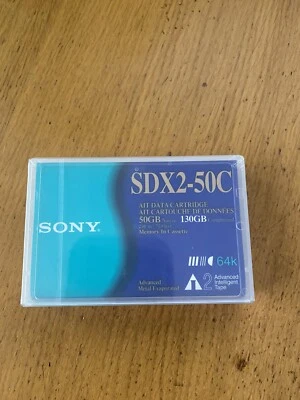 SDX2-50C
AIT DATA CARTRIDGE
AIT CARTOUCHE DE DONNÉES
50GB 130GB
Memory In Cassette
SONY
64k
Advanced
Metal Evaporated
2 Advanced
Intelligent
Tape